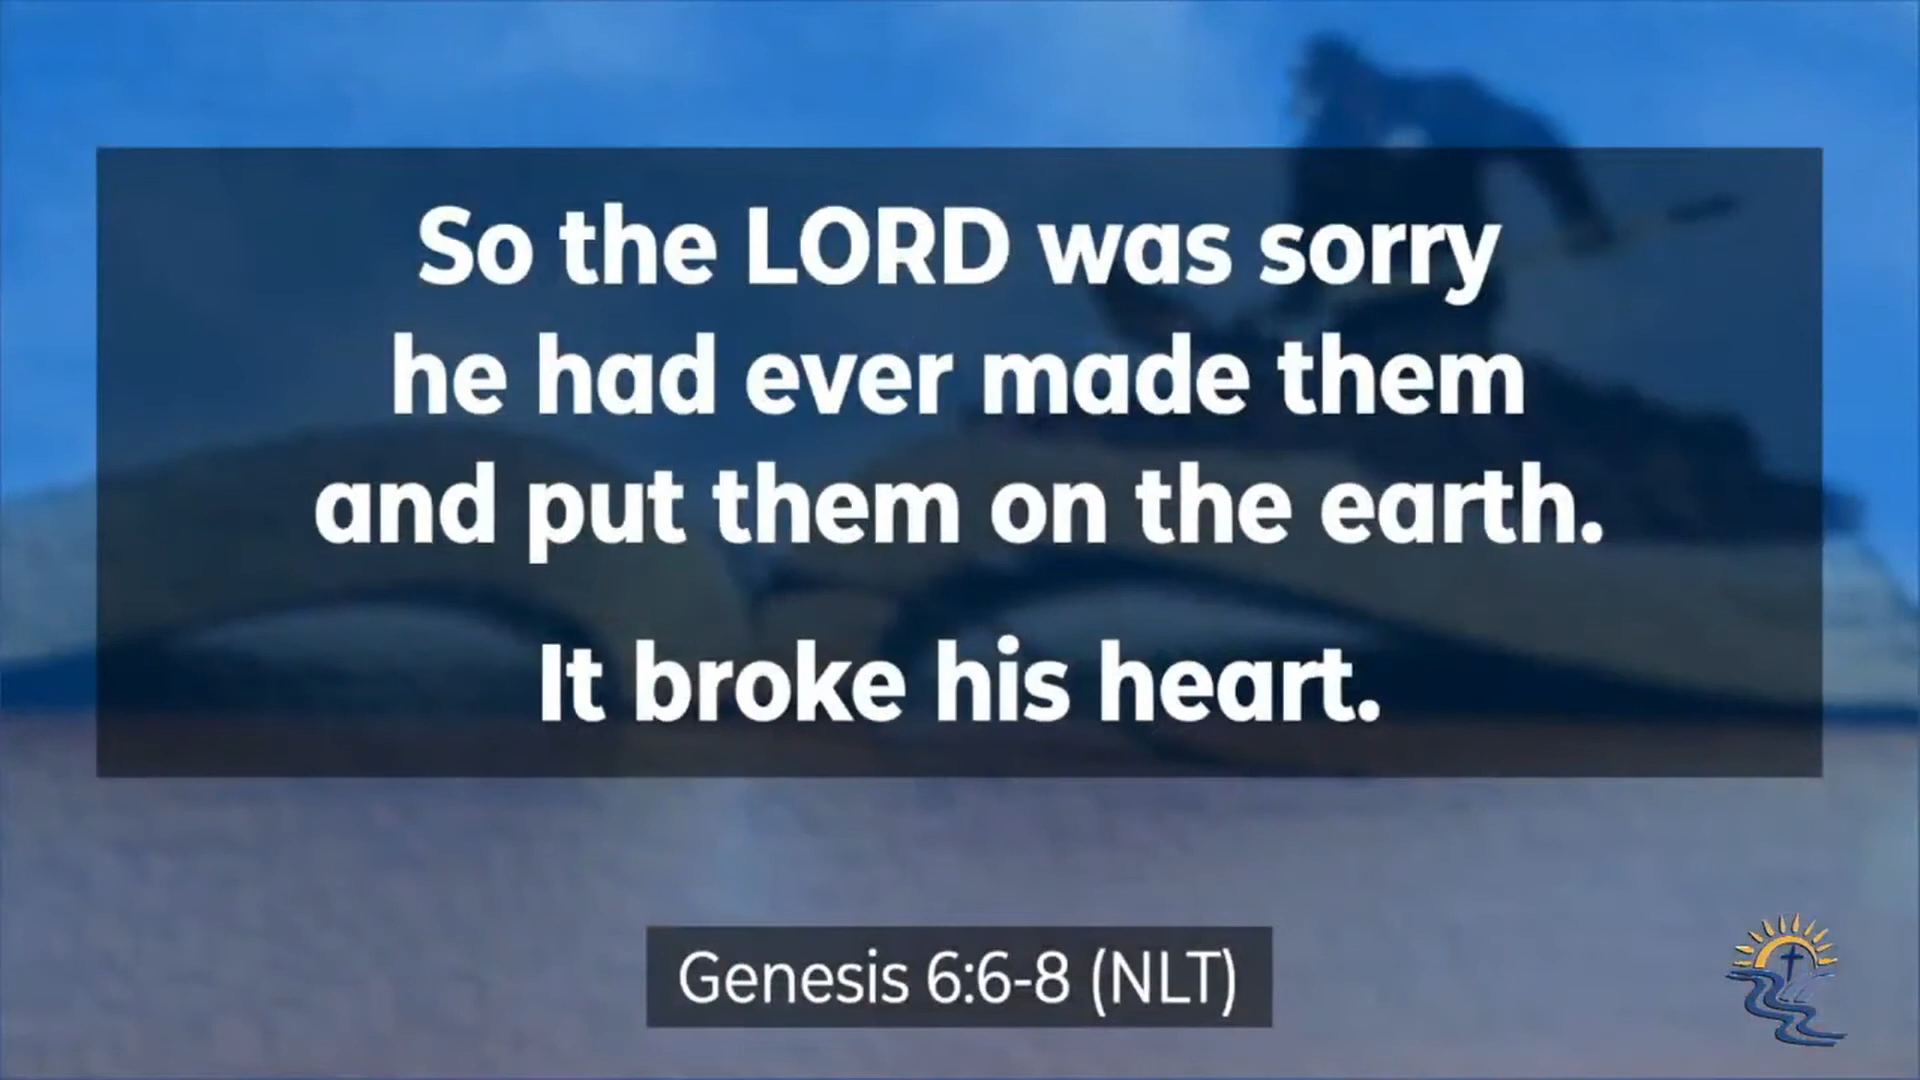 So the LORD was sorry
he had ever made them
and put them on the earth.
It broke his heart.
Genesis 6:6-8 (NLT)